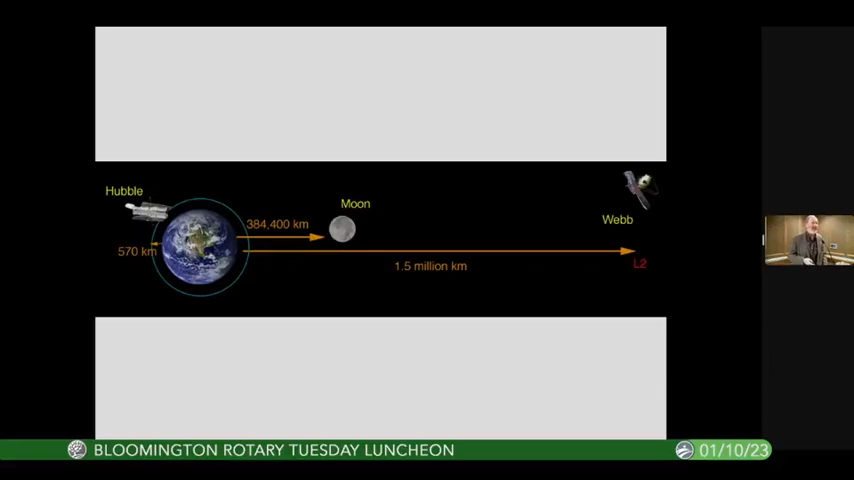 Hubble
Moon
384,400 km
Webb
570 km
1.5 million km
L2
BLOOMINGTON ROTARY TUESDAY LUNCHEON
01/10/23